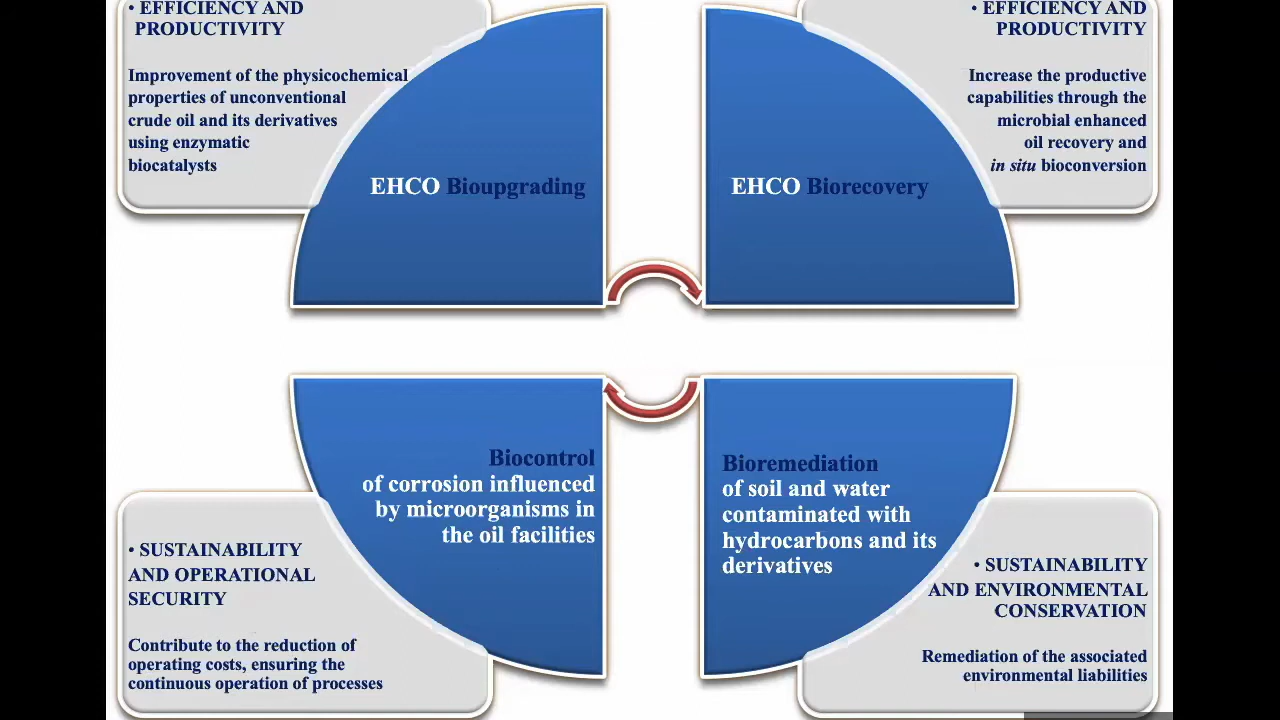 • EFFICIENCY AND
PRODUCTIVITY
Improvement of the physicochemical
properties of unconventional
crude oil and its derivatives
using enzymatic
biocatalysts
EHCO Bioupgrading
• EFFICIENCY AND
PRODUCTIVITY
Increase the productive
capabilities through the
microbial enhanced
oil recovery and
in situ bioconversion
EHCO Biorecovery
Biocontrol
of corrosion influenced
by microorganisms in
the oil facilities
• SUSTAINABILITY
AND OPERATIONAL
SECURITY
Contribute to the reduction of
operating costs, ensuring the
continuous operation of processes
Bioremediation
of soil and water
contaminated with
hydrocarbons and its
derivatives
• SUSTAINABILITY
AND ENVIRONMENTAL
CONSERVATION
Remediation of the associated
environmental liabilities